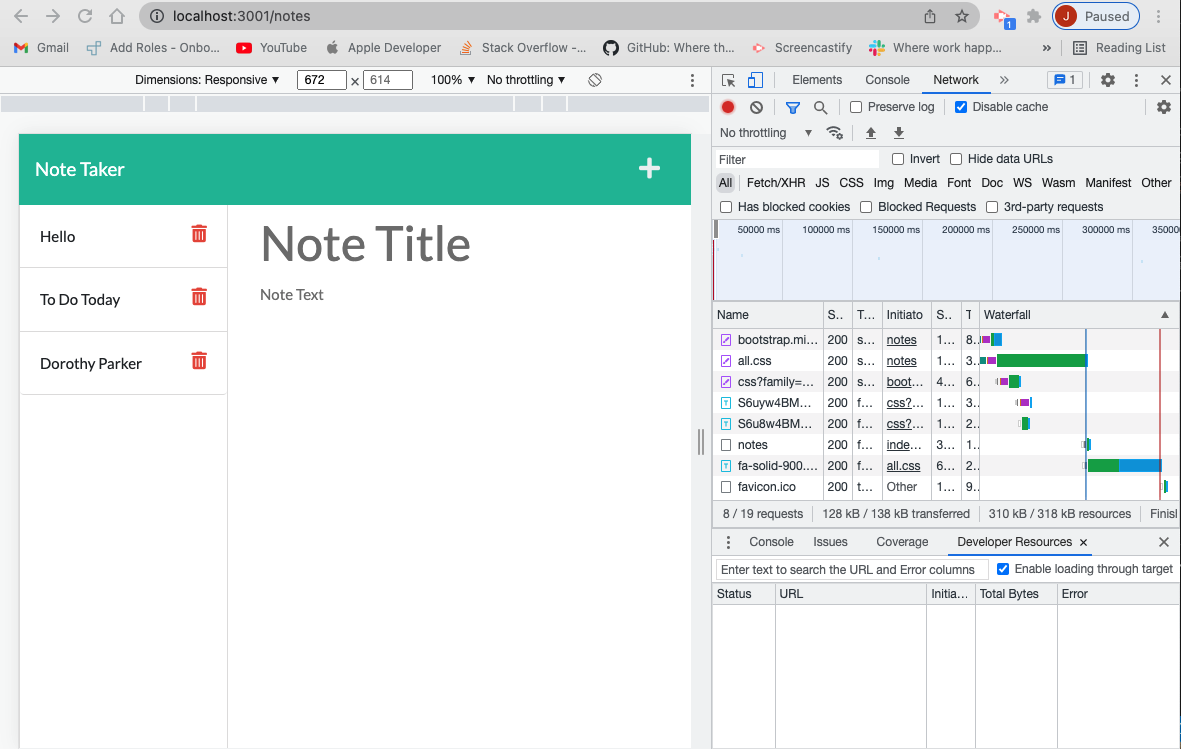 localhost:3001/notes
1
J Paused
Gmail Add Roles - Onbo... YouTube Apple Developer Stack Overflow -... GitHub: Where th... Screencastify Where work happ... » Reading List
Dimensions: Responsive ▼ 672 x 614 100% ▼ No throttling ▼
Elements Console Network » 1
Preserve log Disable cache
No throttling ▼
Filter Invert Hide data URLs
All Fetch/XHR JS CSS Img Media Font Doc WS Wasm Manifest Other
Has blocked cookies Blocked Requests 3rd-party requests
50000 ms 100000 ms 150000 ms 200000 ms 250000 ms 300000 ms 35000
Name S.. T... Initiato S.. T Waterfall ▲
bootstrap.mi... 200 s... notes 1... 8..
all.css 200 s... notes 1... 3..
css?family=... 200 s... boot... 4... 6..
S6uyw4BM... 200 f... css?... 1... 3..
S6u8w4BM... 200 f... css?... 1... 2..
notes 200 f... inde... 3... 1..
fa-solid-900.... 200 f... all.css 6... 2..
favicon.ico 200 t... Other 1... 9..
8 / 19 requests 128 kB / 138 kB transferred 310 kB / 318 kB resources Finisl
Console Issues Coverage Developer Resources ×
Enter text to search the URL and Error columns Enable loading through target
Status URL Initia... Total Bytes Error
Note Taker
Hello
To Do Today
Dorothy Parker
Note Title
Note Text